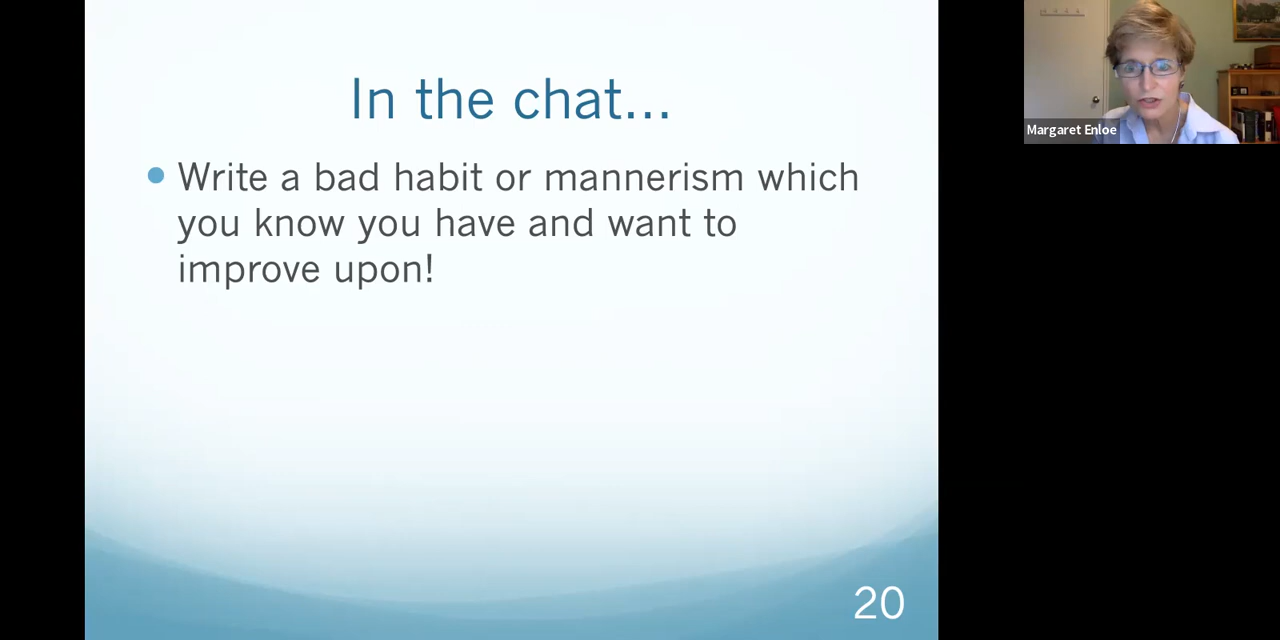 In the chat...
• Write a bad habit or mannerism which
you know you have and want to
improve upon!
20
Margaret Enloe